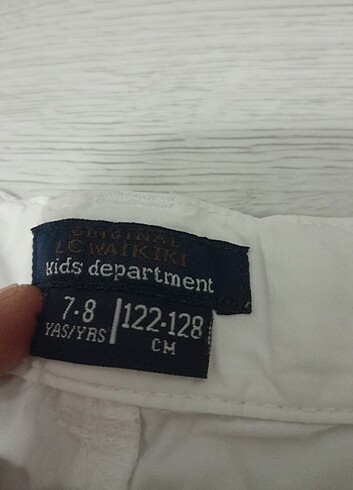 ORIGINAL
LC WAIKIKI
kids department
7-8 122-128
YAS/YRS CM